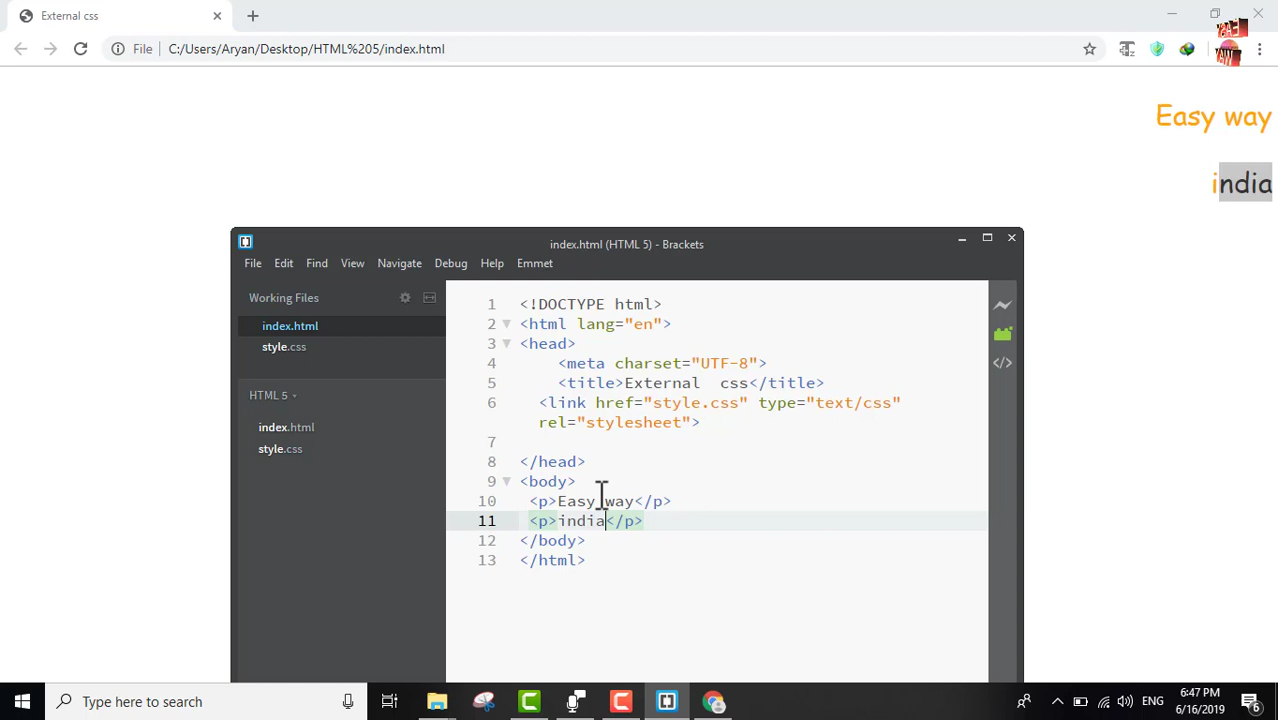 External css
File
C:/Users/Aryan/Desktop/HTML%205/index.html
Easy way
india
index.html (HTML 5) - Brackets
File Edit Find View Navigate Debug Help Emmet
Working Files
index.html
style.css
HTML 5
index.html
style.css
1 <!DOCTYPE html>
2 <html lang="en">
3 <head>
4 <meta charset="UTF-8">
5 <title>External  css</title>
6 <link href="style.css" type="text/css"
rel="stylesheet">
7
8 </head>
9 <body>
10 <p>Easy way</p>
11 <p>india</p>
12 </body>
13 </html>
Type here to search
ENG
6:47 PM
6/16/2019
6